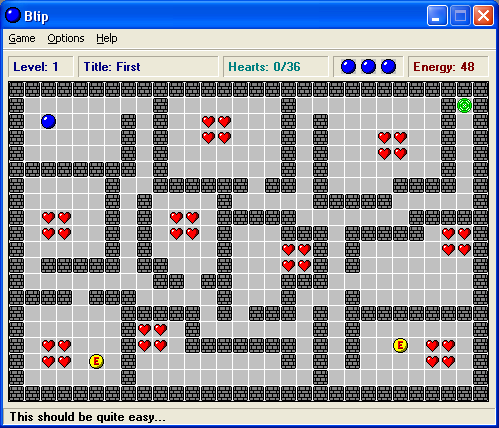 Blip
Game Options Help
Level: 1 Title: First Hearts: 0/36 Energy: 48
E
E
This should be quite easy...